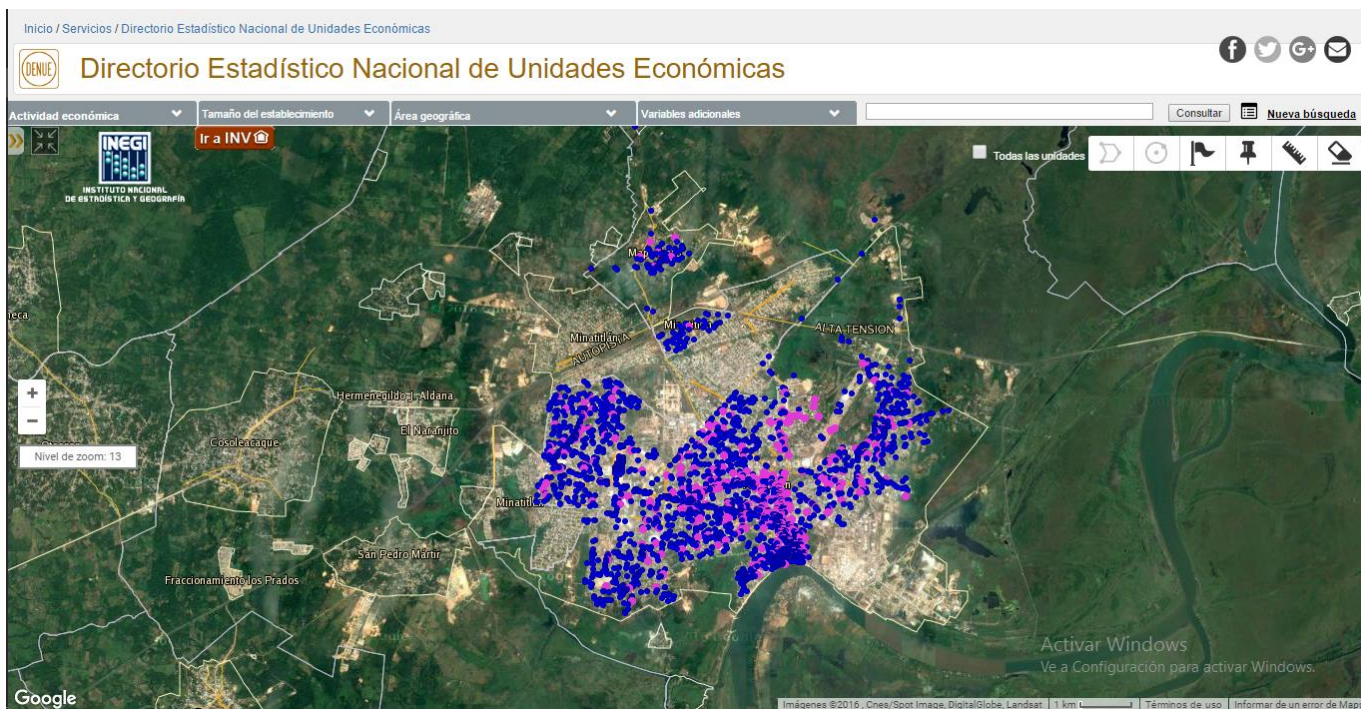 Inicio / Servicios / Directorio Estadístico Nacional de Unidades Económicas
DENUE
Directorio Estadístico Nacional de Unidades Económicas
Actividad económica
Tamaño del establecimiento
Área geográfica
Variables adicionales
Consultar
Nueva búsqueda
INEGI
INSTITUTO NACIONAL
DE ESTADÍSTICA Y GEOGRAFÍA
Ir a INV
Todas las unidades
Minatitlán
AUTOPISTA
ALTA TENSION
Hermenegildo J. Aldana
El Naranjito
Cosoleacaque
+
−
Nivel de zoom: 13
San Pedro Mártir
Fraccionamiento los Prados
Activar Windows
Ve a Configuración para activar Windows.
Google
Imágenes ©2016 , Cnes/Spot Image, DigitalGlobe, Landsat
1 km
Términos de uso
Informar de un error de Maps